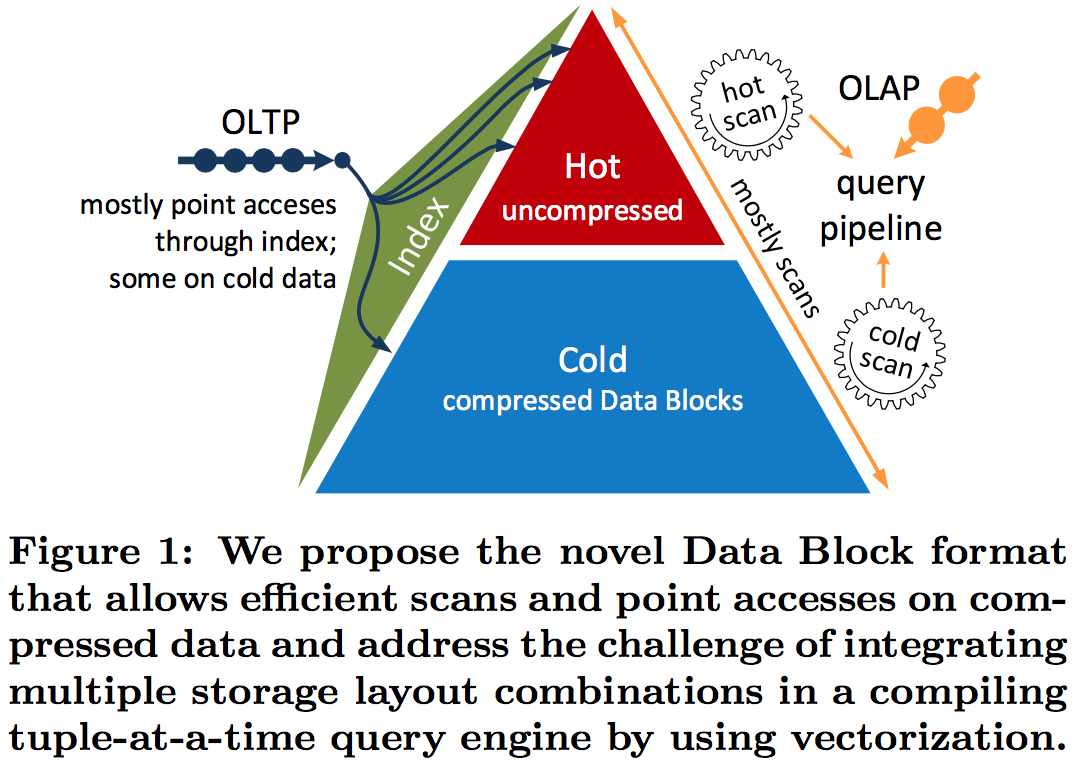 OLTP
mostly point acceses
through index;
some on cold data
Index
Hot
uncompressed
Cold
compressed Data Blocks
mostly scans
hot
scan
OLAP
query
pipeline
cold
scan
Figure 1: We propose the novel Data Block format
that allows efficient scans and point accesses on com-
pressed data and address the challenge of integrating
multiple storage layout combinations in a compiling
tuple-at-a-time query engine by using vectorization.